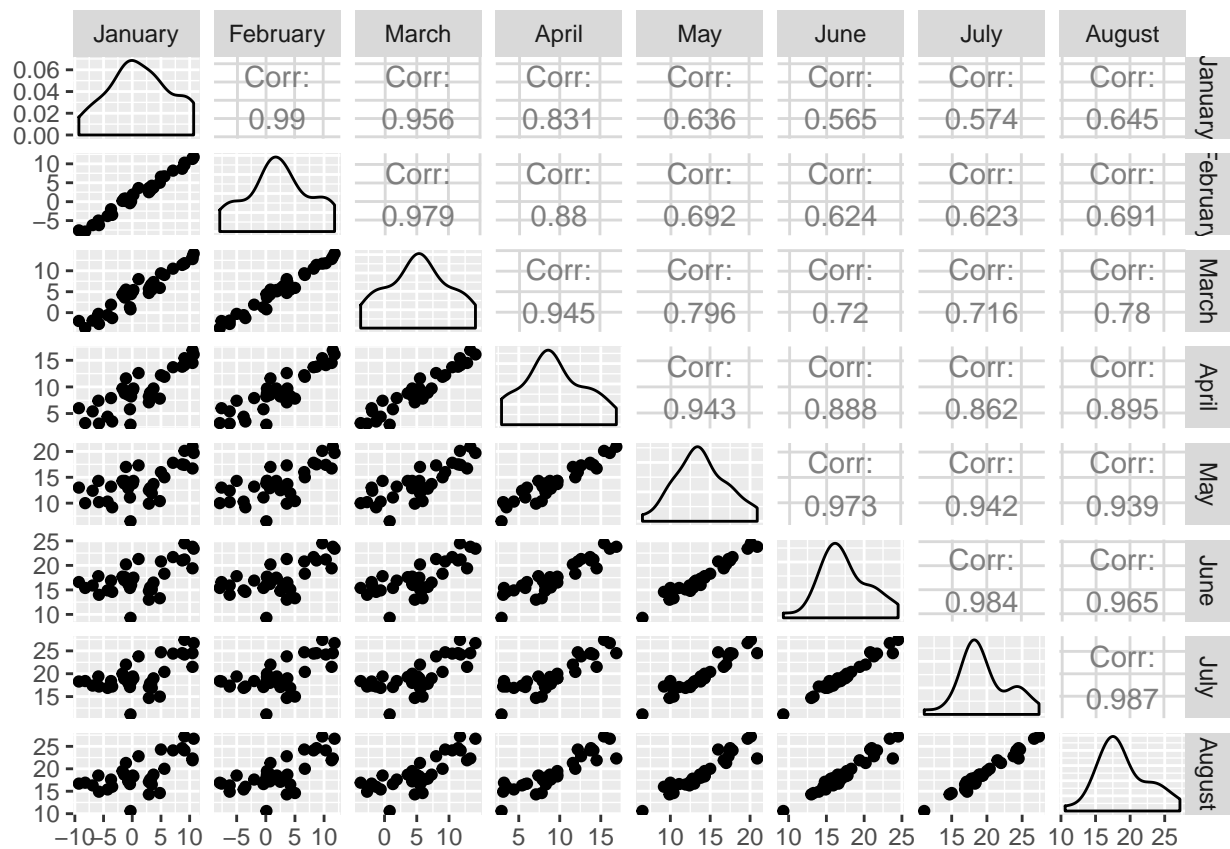 January February March April May June July August
0.06 Corr: Corr: Corr: Corr: Corr: Corr: Corr: January
0.04
0.02 0.99 0.956 0.831 0.636 0.565 0.574 0.645
0.00
10 Corr: Corr: Corr: Corr: Corr: Corr: February
5
0 0.979 0.88 0.692 0.624 0.623 0.691
−5
10 Corr: Corr: Corr: Corr: Corr: March
5
0 0.945 0.796 0.72 0.716 0.78
15 Corr: Corr: Corr: Corr: April
10
5 0.943 0.888 0.862 0.895
20 Corr: Corr: Corr: May
15
10 0.973 0.942 0.939
25 Corr: Corr: June
20
15 0.984 0.965
10
25 Corr: July
20
15 0.987
25 August
20
15
10
−10 −5 0 5 10 −5 0 5 10 0 5 10 5 10 15 10 15 20 10 15 20 25 15 20 25 10 15 20 25